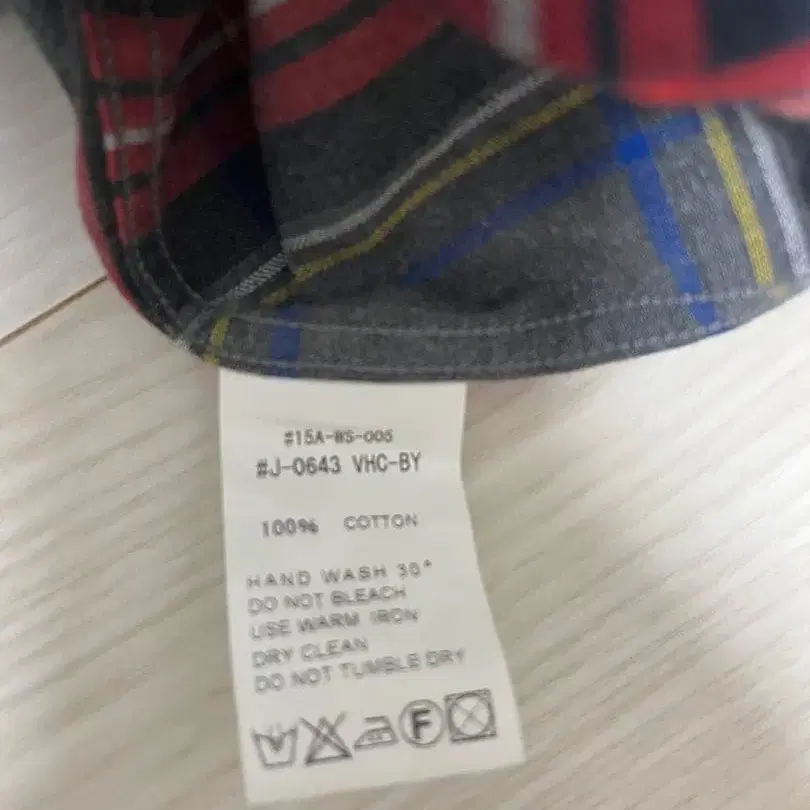 #15A-WS-005
#J-0643 VHC-BY
100% COTTON
HAND WASH 30°
DO NOT BLEACH
USE WARM IRON
DRY CLEAN
DO NOT TUMBLE DRY
F